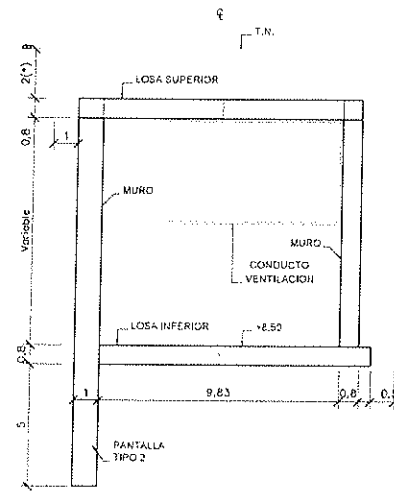 T.N.
2(*)
LOSA SUPERIOR
0,8
1
MURO
Variable
MURO
CONDUCTO
VENTILACION
LOSA INFERIOR
+8.50
0,8
1
9,83
0,8
5
PANTALLA
TIPO 2